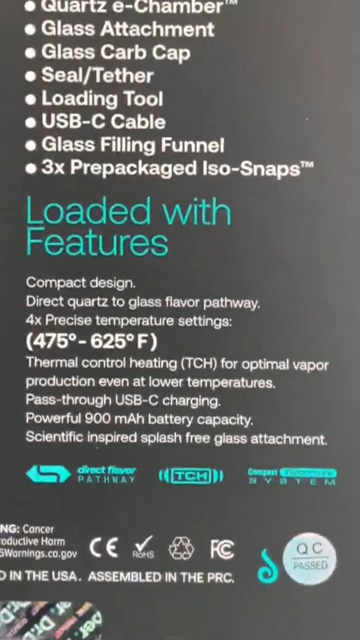 • Quartz e-Chamber™
• Glass Attachment
• Glass Carb Cap
• Seal/Tether
• Loading Tool
• USB-C Cable
• Glass Filling Funnel
• 3x Prepackaged Iso-Snaps™
Loaded with
Features
Compact design.
Direct quartz to glass flavor pathway.
4x Precise temperature settings:
(475° - 625° F)
Thermal control heating (TCH) for optimal vapor
production even at lower temperatures.
Pass-through USB-C charging.
Powerful 900 mAh battery capacity.
Scientific inspired splash free glass attachment.
direct flavor
PATHWAY
TCH
Compact Performance
SYSTEM
NG: Cancer
roductive Harm
5Warnings.ca.gov
CE
RoHS
FC
QC
PASSED
D IN THE USA. ASSEMBLED IN THE PRC.